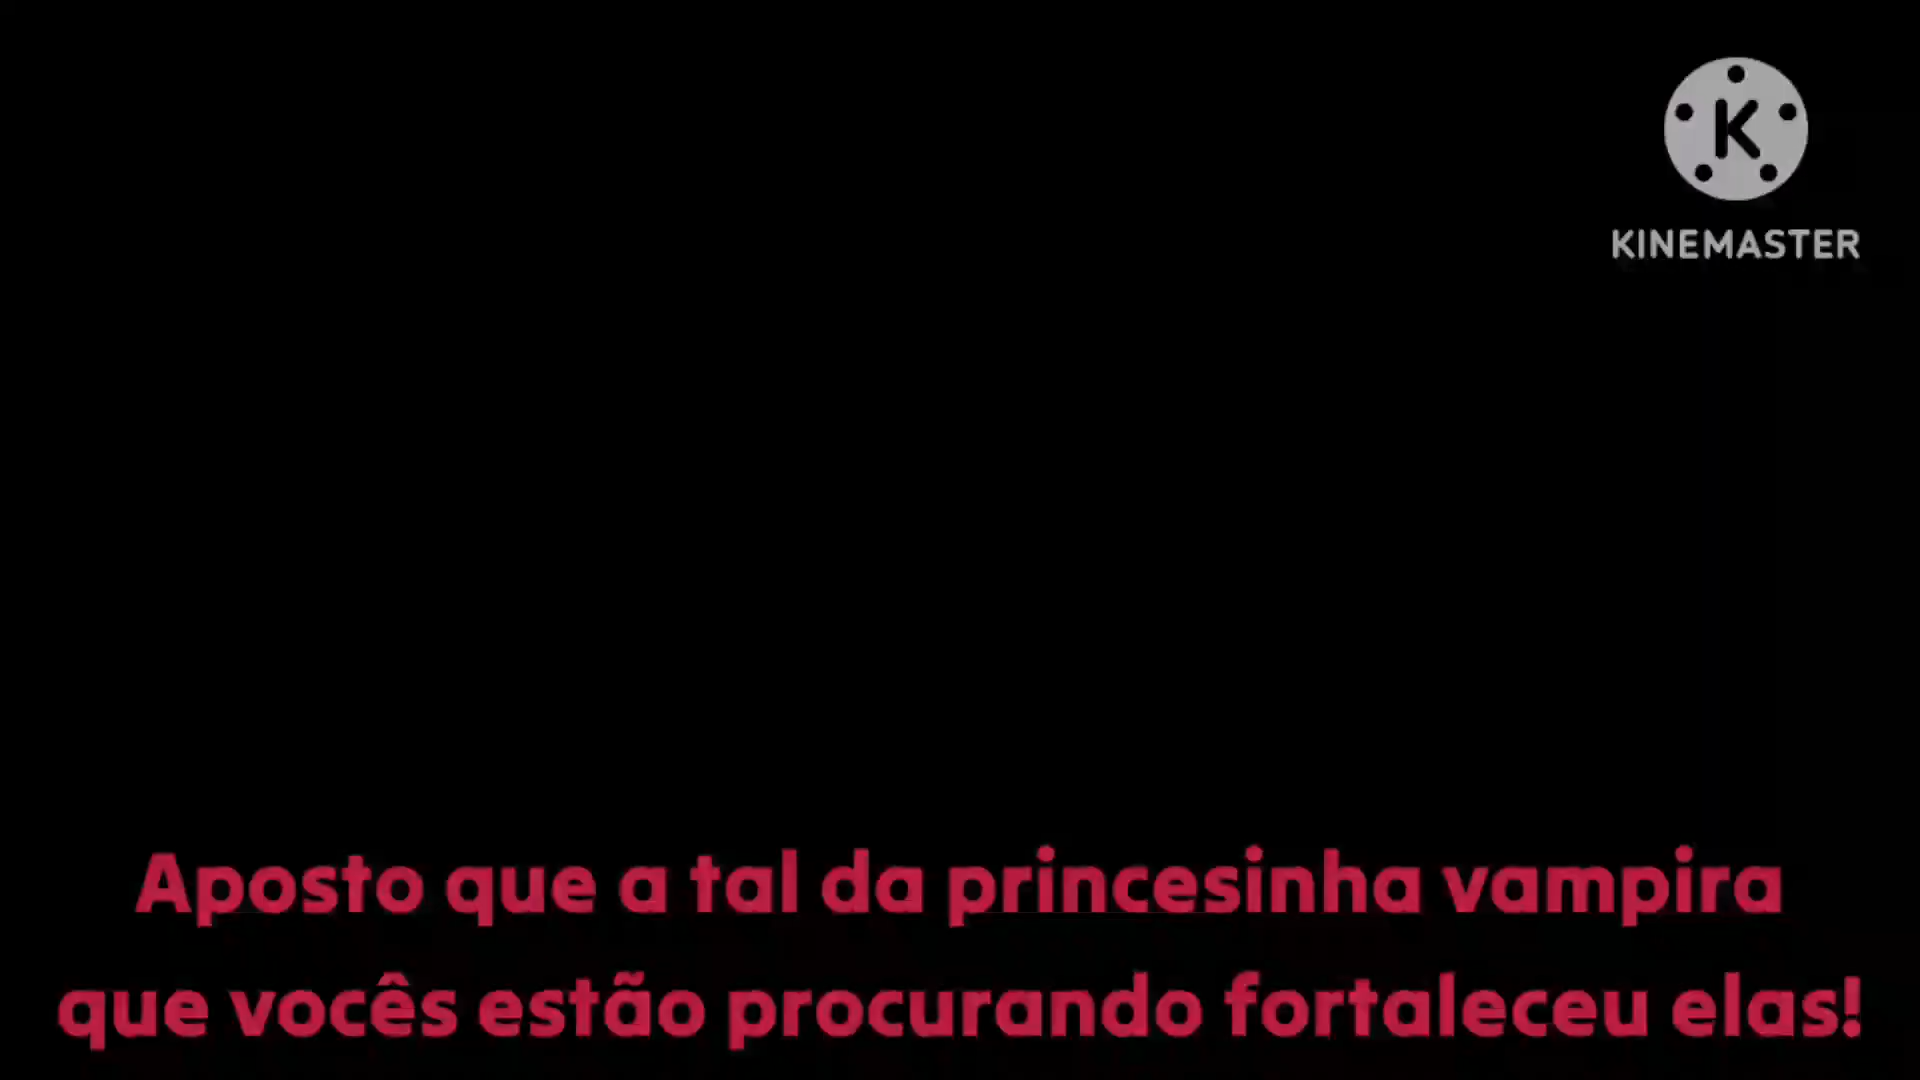 K
KINEMASTER
Aposto que a tal da princesinha vampira
que vocês estão procurando fortaleceu elas!